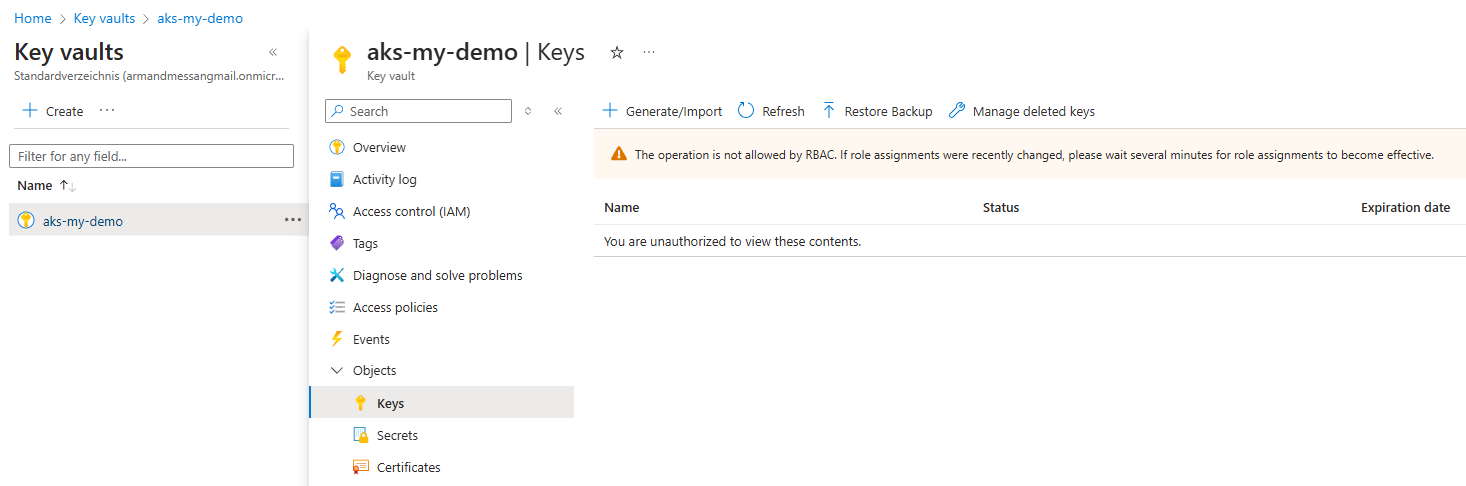 Home > Key vaults > aks-my-demo
Key vaults
Standardverzeichnis (armandmessangmail.onmicr...
Create
Filter for any field...
Name
aks-my-demo
aks-my-demo | Keys
Key vault
Search
Overview
Activity log
Access control (IAM)
Tags
Diagnose and solve problems
Access policies
Events
Objects
Keys
Secrets
Certificates
Generate/Import Refresh Restore Backup Manage deleted keys
The operation is not allowed by RBAC. If role assignments were recently changed, please wait several minutes for role assignments to become effective.
Name Status Expiration date
You are unauthorized to view these contents.